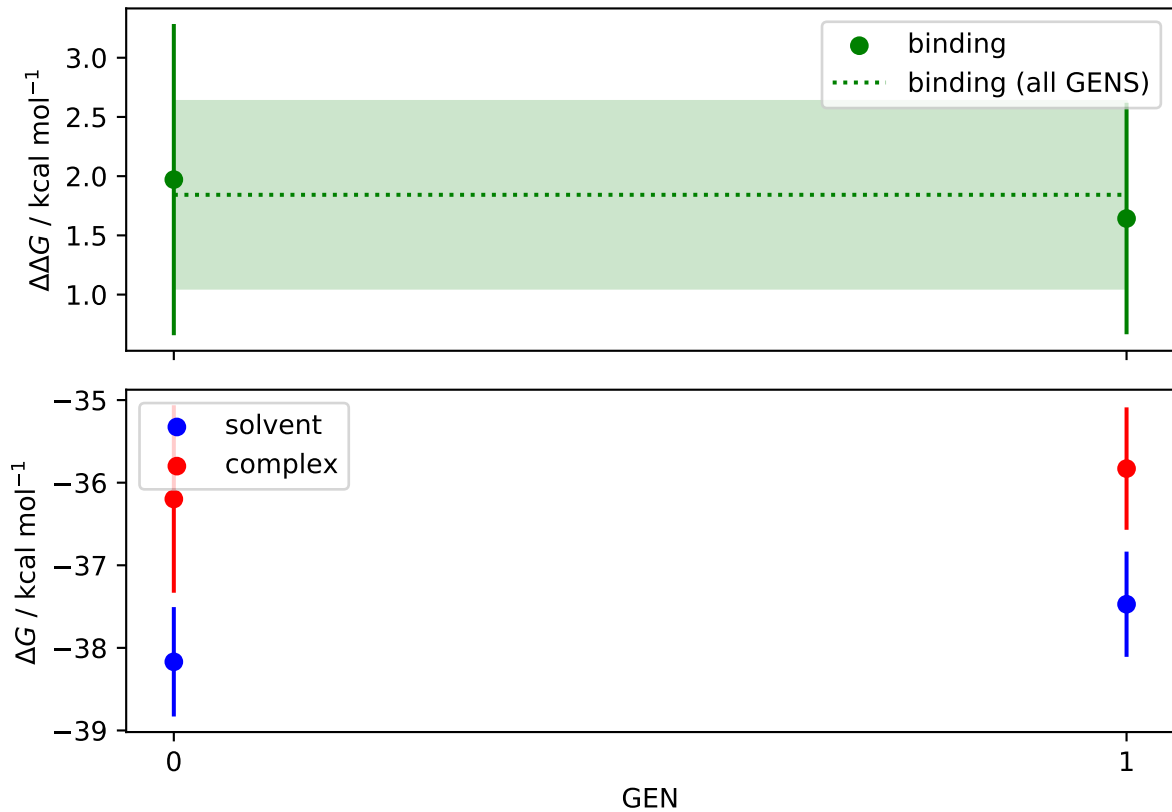 binding
binding (all GENS)
ΔΔG / kcal mol⁻¹
3.0
2.5
2.0
1.5
1.0
solvent
complex
ΔG / kcal mol⁻¹
−35
−36
−37
−38
−39
0 1
GEN